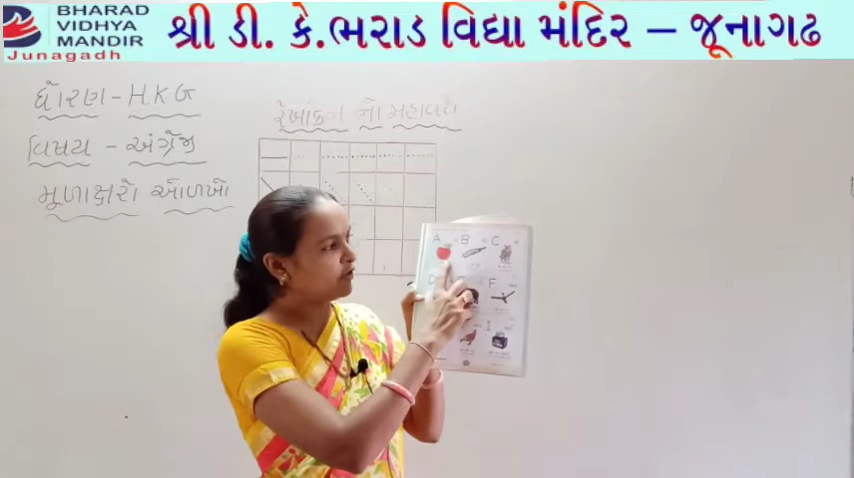 BHARAD
VIDHYA
MANDIR
Junagadh
શ્રી ડી. કે.ભરાડ વિદ્યા મંદિર – જૂનાગઢ
ધોરણ - H.K.G
વિષય - અંગ્રેજી
મૂળાક્ષરો ઓળખો
રેખાંકન નો મહાવરો
A B C
D F
I